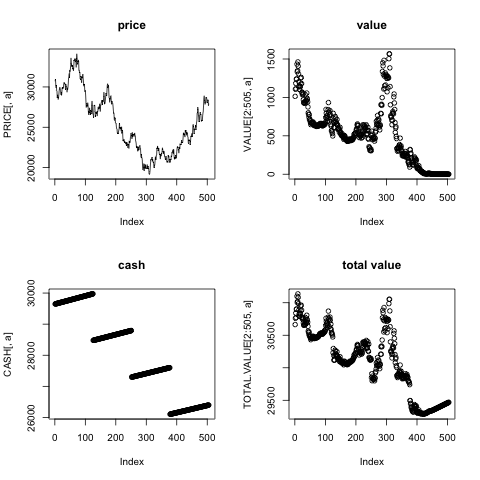 price
PRICE[, a]
20000 25000 30000
0 100 200 300 400 500
Index
value
VALUE[2:505, a]
0 500 1000 1500
0 100 200 300 400 500
Index
cash
CASH[, a]
26000 28000 30000
0 100 200 300 400 500
Index
total value
TOTAL.VALUE[2:505, a]
29500 30500
0 100 200 300 400 500
Index